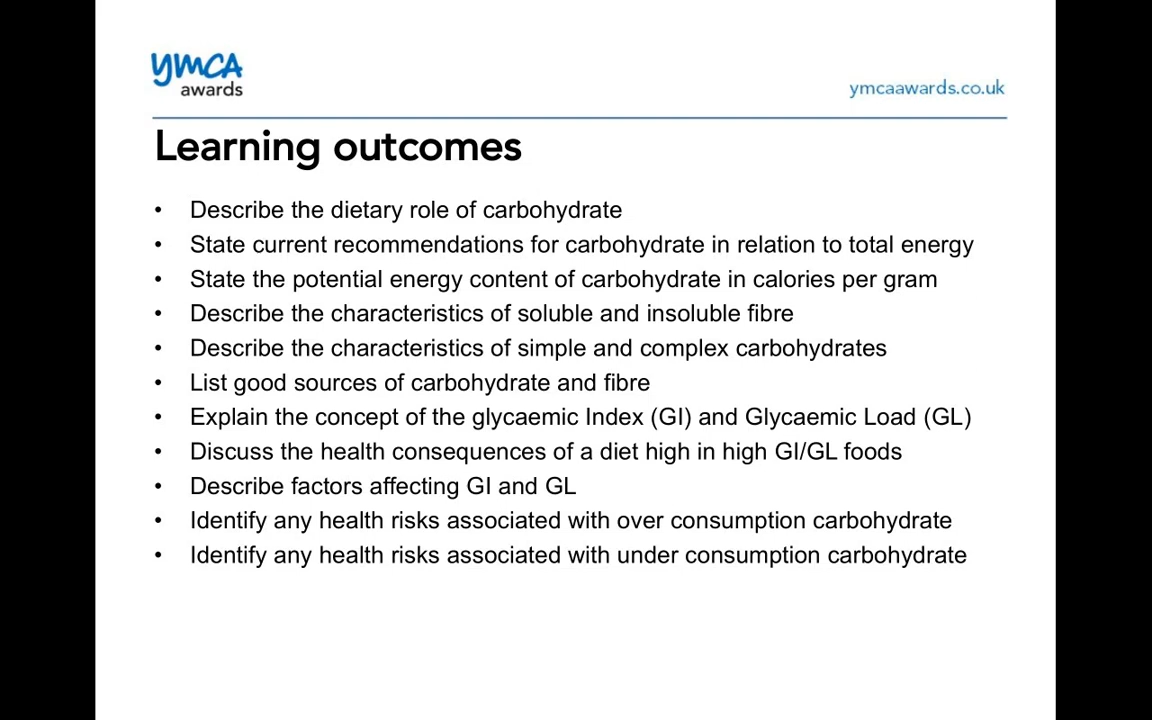 ymca
awards
ymcaawards.co.uk
Learning outcomes
• Describe the dietary role of carbohydrate
• State current recommendations for carbohydrate in relation to total energy
• State the potential energy content of carbohydrate in calories per gram
• Describe the characteristics of soluble and insoluble fibre
• Describe the characteristics of simple and complex carbohydrates
• List good sources of carbohydrate and fibre
• Explain the concept of the glycaemic Index (GI) and Glycaemic Load (GL)
• Discuss the health consequences of a diet high in high GI/GL foods
• Describe factors affecting GI and GL
• Identify any health risks associated with over consumption carbohydrate
• Identify any health risks associated with under consumption carbohydrate